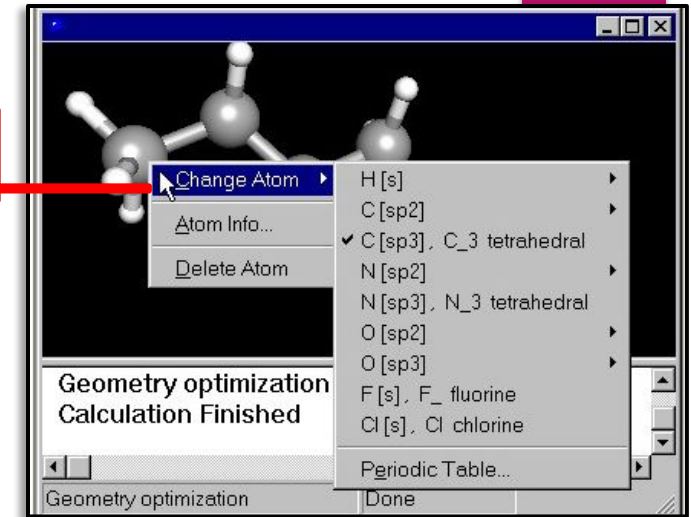 Change Atom
Atom Info...
Delete Atom
H [s]
C [sp2]
C [sp3], C_3 tetrahedral
N [sp2]
N [sp3], N_3 tetrahedral
O [sp2]
O [sp3]
F [s], F_ fluorine
Cl [s], Cl chlorine
Periodic Table...
Geometry optimization
Calculation Finished
Geometry optimization
Done